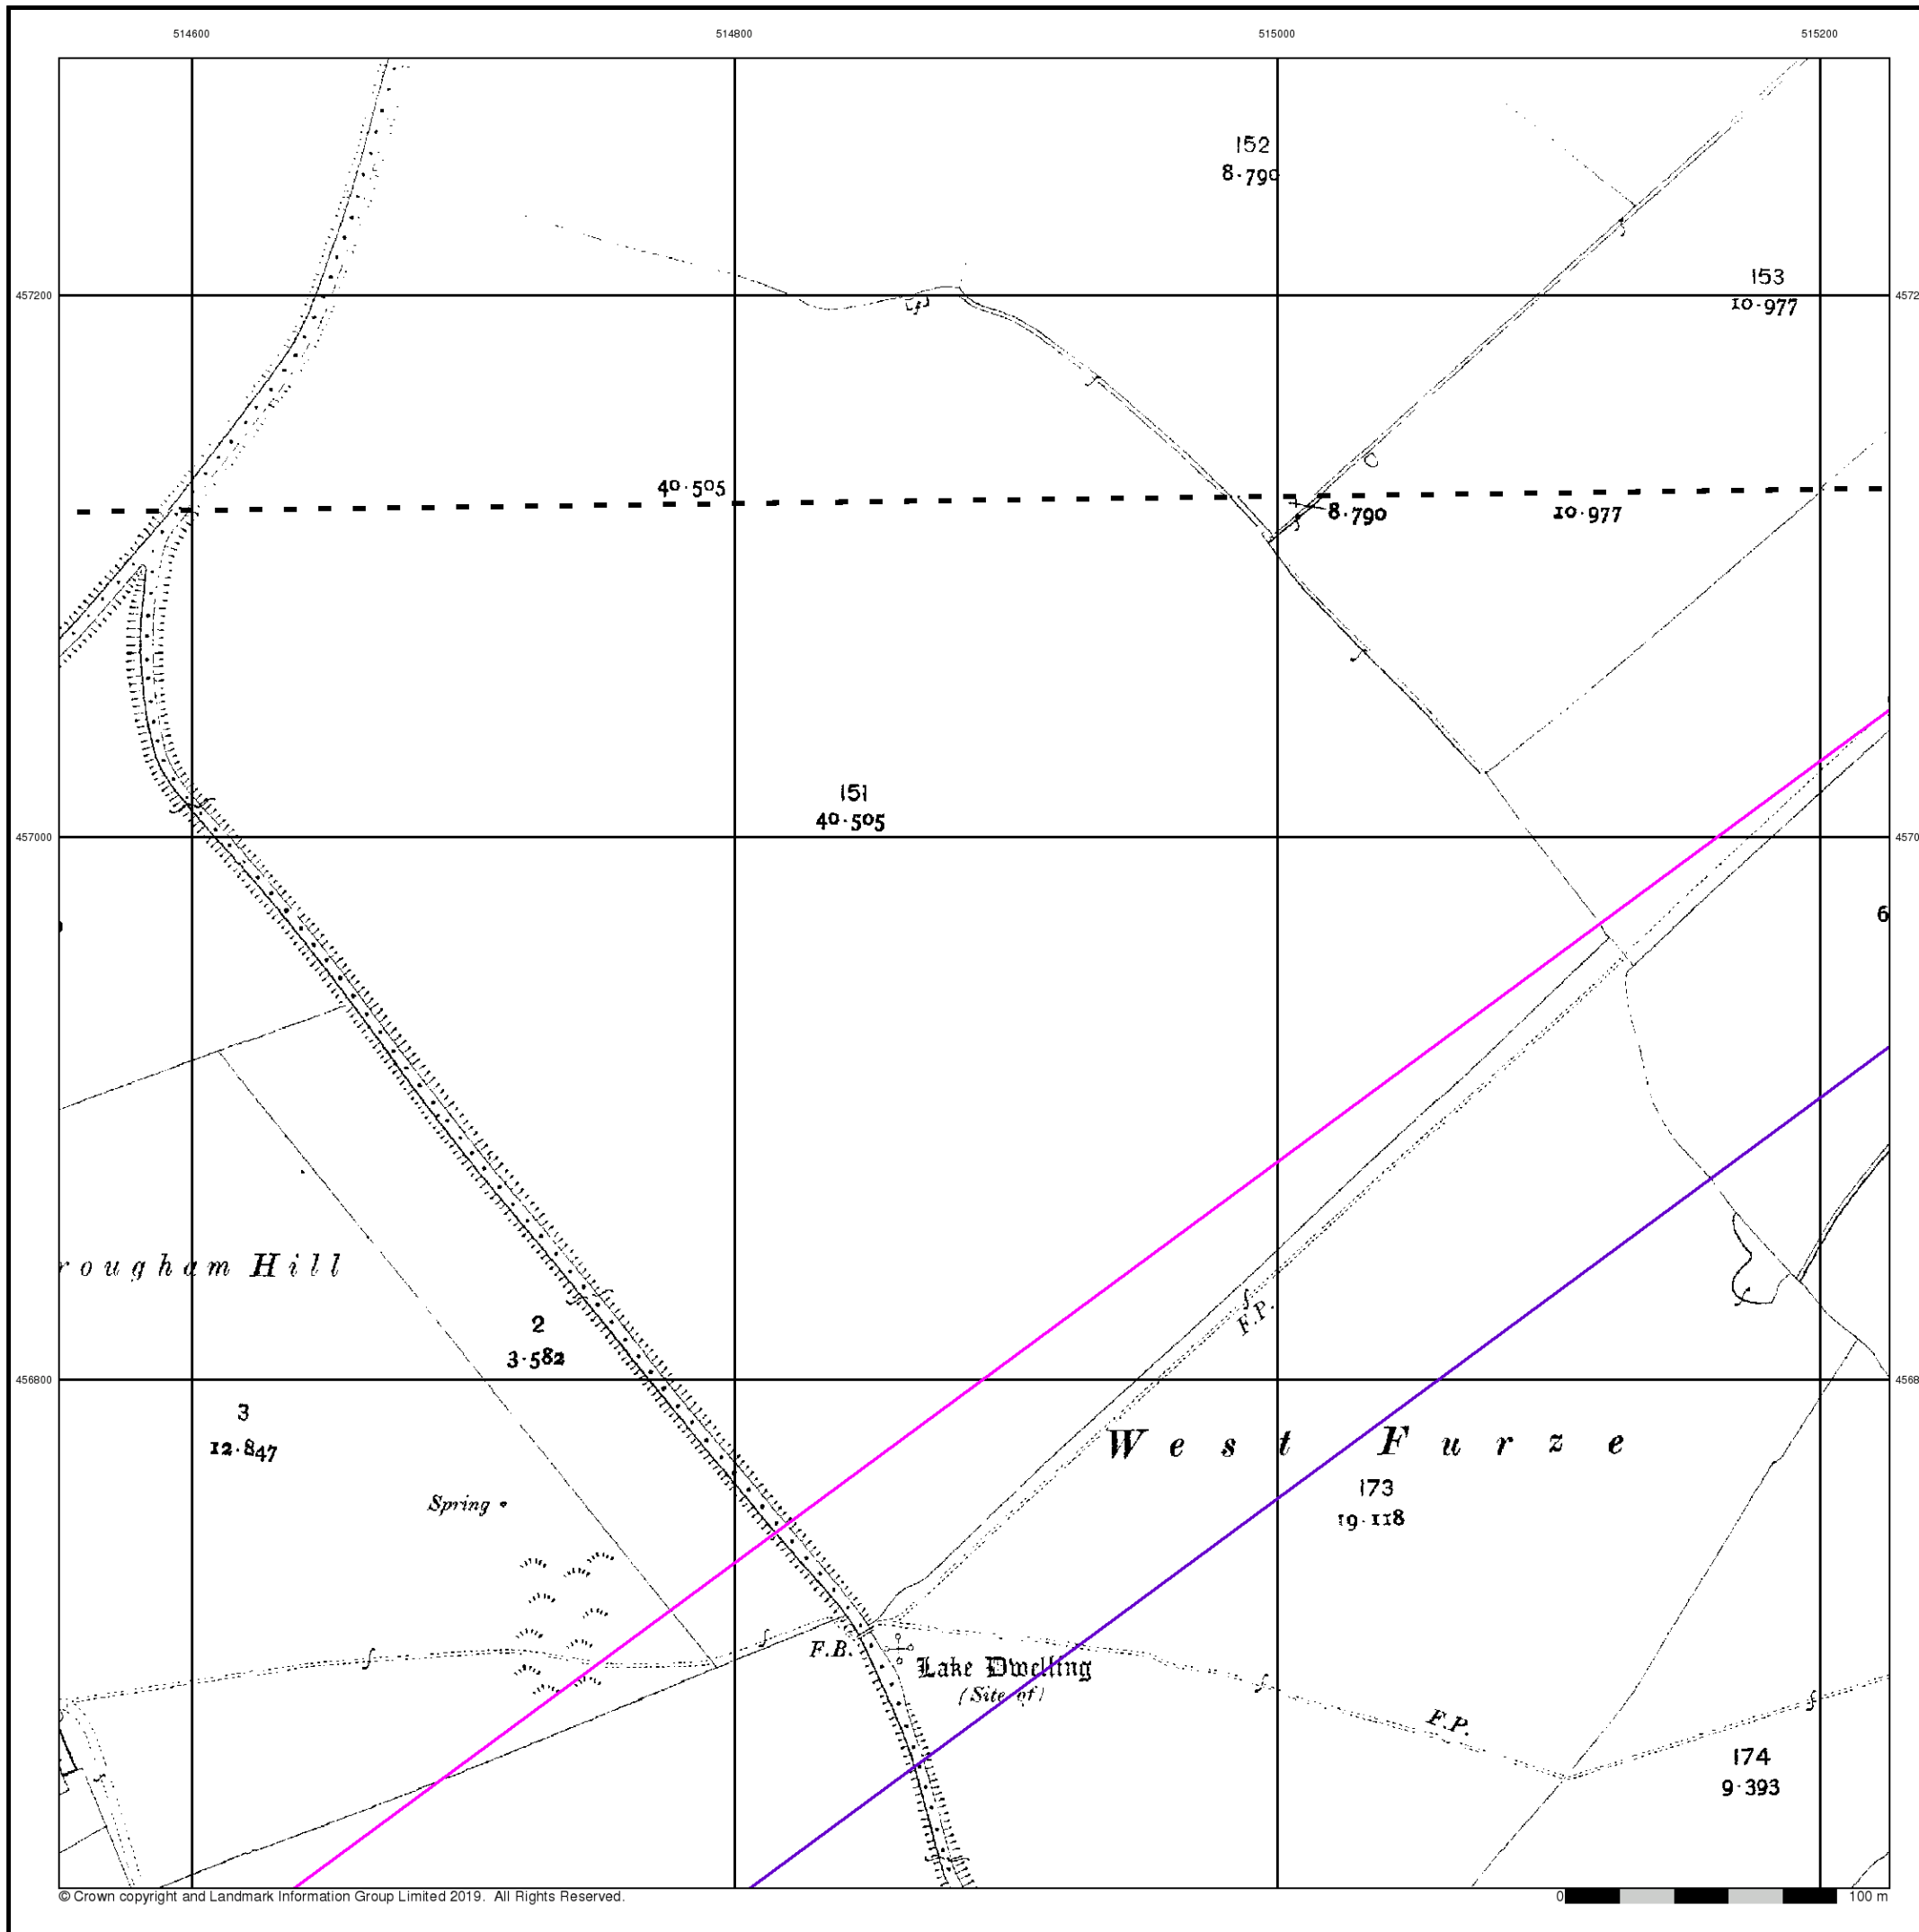 514600 514800 515000 515200
152
8·790
153
10·977
457200
40·505
8·790
10·977
151
40·505
457000
6
rougham Hill
2
3·582
456800
3
12·847
F.P.
West Furze
173
19·118
Spring
F.B.
Lake Dwelling
(Site of)
F.P.
174
9·393
© Crown copyright and Landmark Information Group Limited 2019. All Rights Reserved.
0 100 m